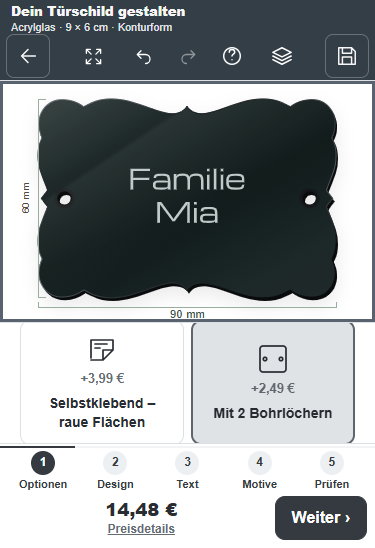 Dein Türschild gestalten
Acrylglas · 9 × 6 cm · Konturform
60 mm
Familie
Mia
90 mm
+3,99 €
Selbstklebend –
raue Flächen
+2,49 €
Mit 2 Bohrlöchern
1
Optionen
2
Design
3
Text
4
Motive
5
Prüfen
14,48 €
Preisdetails
Weiter ›